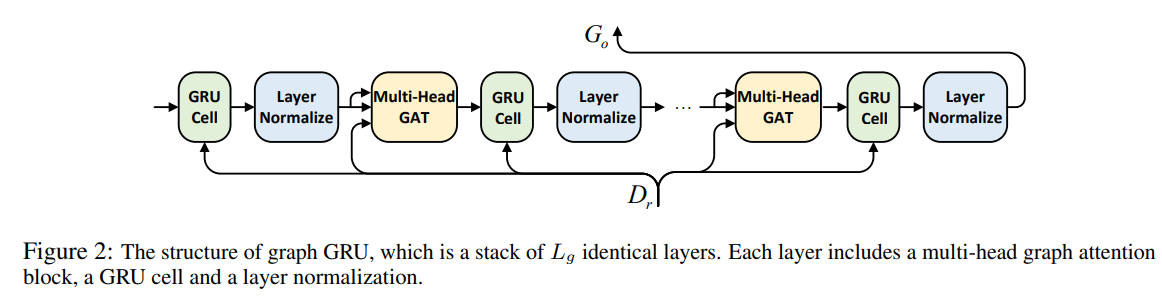 G_o
GRU
Cell
Layer
Normalize
Multi-Head
GAT
GRU
Cell
Layer
Normalize
...
Multi-Head
GAT
GRU
Cell
Layer
Normalize
D_r
Figure 2: The structure of graph GRU, which is a stack of L_g identical layers. Each layer includes a multi-head graph attention
block, a GRU cell and a layer normalization.